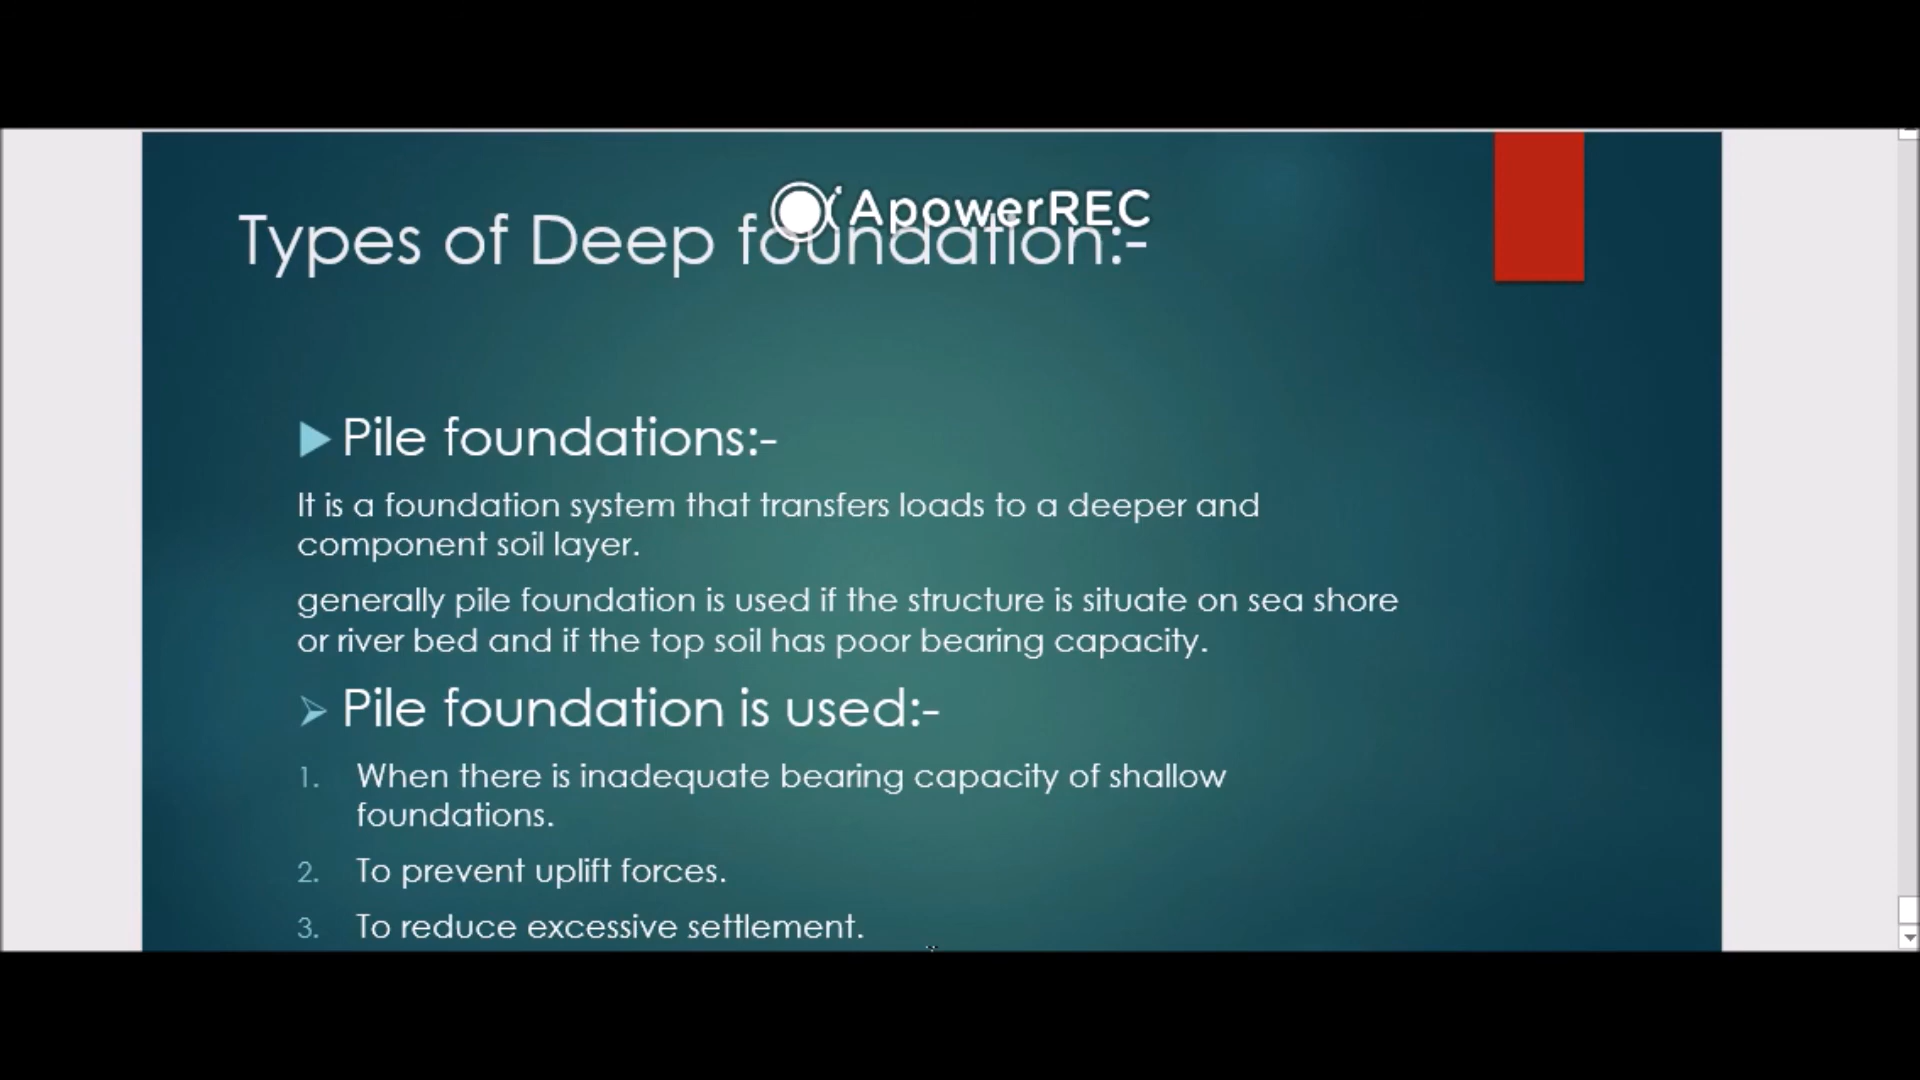 ApowerREC
Types of Deep foundation:-
Pile foundations:-
It is a foundation system that transfers loads to a deeper and
component soil layer.
generally pile foundation is used if the structure is situate on sea shore
or river bed and if the top soil has poor bearing capacity.
Pile foundation is used:-
1. When there is inadequate bearing capacity of shallow
foundations.
2. To prevent uplift forces.
3. To reduce excessive settlement.